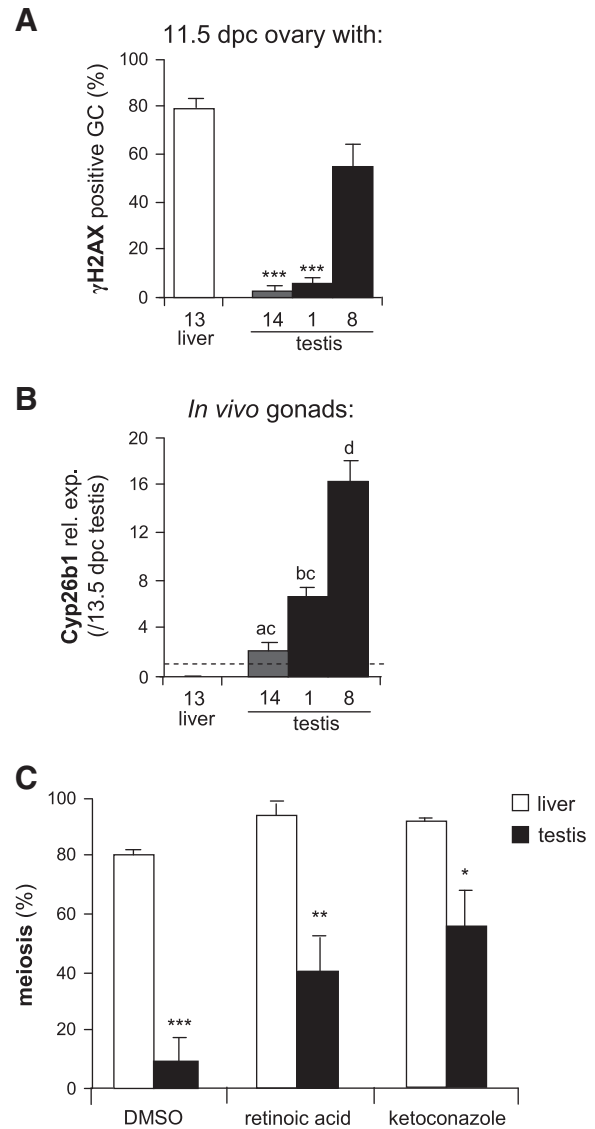 A
11.5 dpc ovary with:
γH2AX positive GC (%)
100
80
60
40
20
0
***
***
13
14
1
8
liver
testis
B
In vivo gonads:
Cyp26b1 rel. exp.
(/13.5 dpc testis)
20
16
12
8
4
0
ac
bc
d
13
14
1
8
liver
testis
C
meiosis (%)
100
80
60
40
20
0
liver
testis
***
**
*
DMSO
retinoic acid
ketoconazole